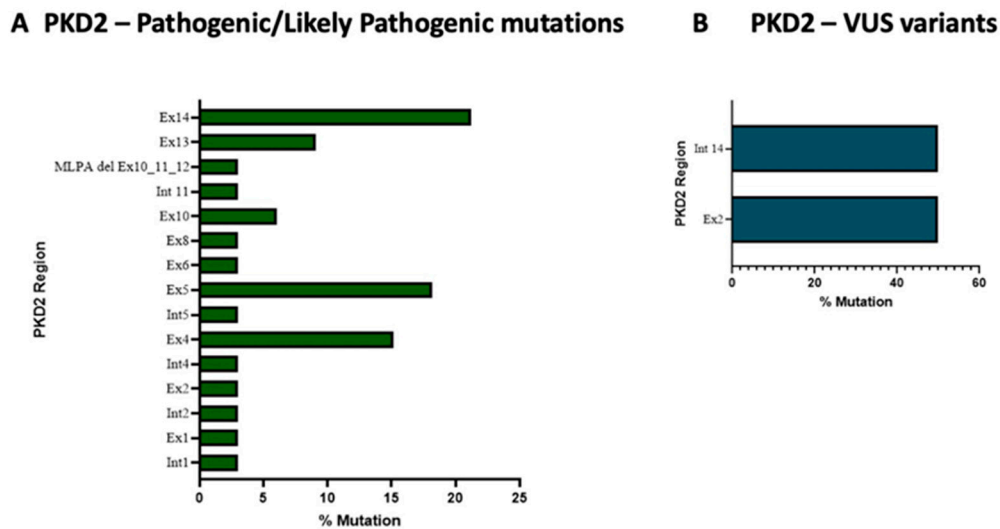 A PKD2 – Pathogenic/Likely Pathogenic mutations
Ex14
Ex13
MLPA del Ex10_11_12
Int 11
Ex10
Ex8
Ex6
Ex5
Int5
Ex4
Int4
Ex2
Int2
Ex1
Int1
PKD2 Region
0 5 10 15 20 25
% Mutation
B PKD2 – VUS variants
Int 14
Ex2
PKD2 Region
0 20 40 60
% Mutation